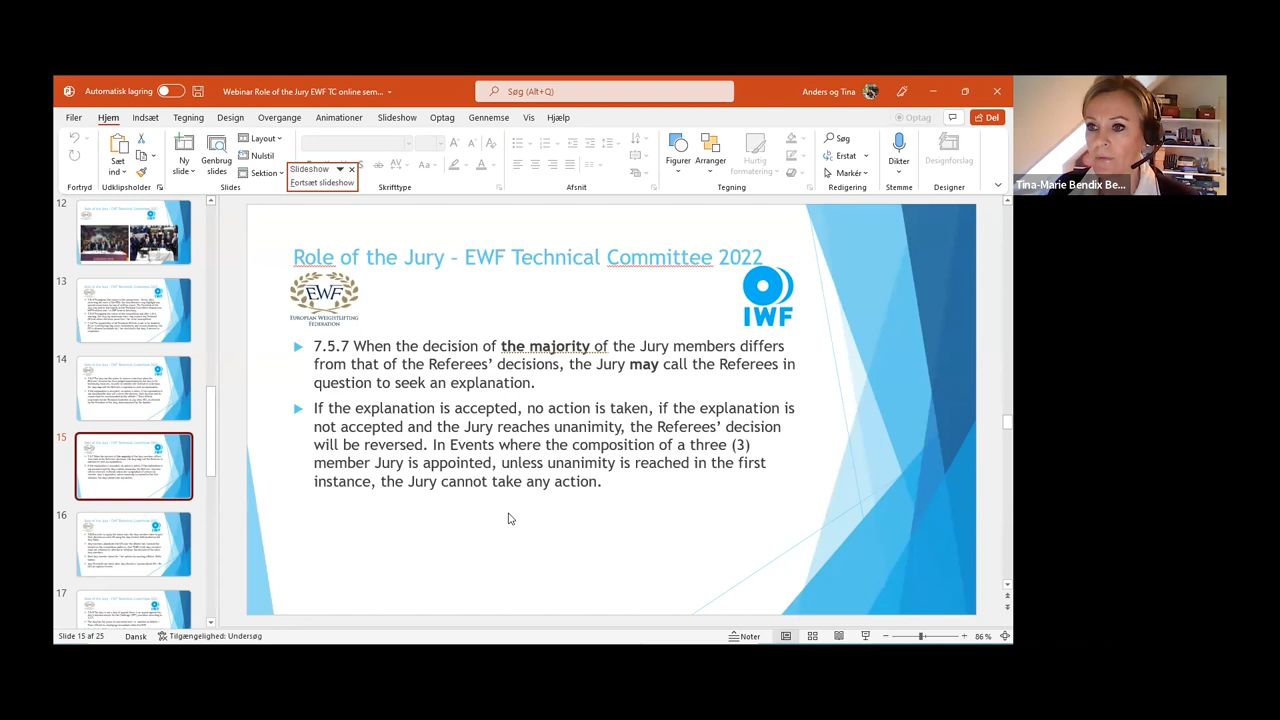 Automatisk lagring
Webinar Role of the Jury EWF TC online sem...
Søg (Alt+Q)
Anders og Tina
Filer Hjem Indsæt Tegning Design Overgange Animationer Slideshow Optag Gennemse Vis Hjælp
Optag
Del
Sæt ind
Ny slide
Genbrug slides
Layout
Nulstil
Sektion
Slideshow
Fortsæt slideshow
Figurer
Arranger
Hurtig formatering
Søg
Erstat
Markér
Dikter
Designforslag
Fortryd
Udklipsholder
Slides
Skrifttype
Afsnit
Tegning
Redigering
Stemme
Designer
Tina-Marie Bendix Be...
12
13
14
15
16
17
Role of the Jury – EWF Technical Committee 2022
EWF
EUROPEAN WEIGHTLIFTING
FEDERATION
IWF
7.5.7 When the decision of the majority of the Jury members differs
from that of the Referees’ decisions, the Jury may call the Referees in
question to seek an explanation.
If the explanation is accepted, no action is taken, if the explanation is
not accepted and the Jury reaches unanimity, the Referees’ decision
will be reversed. In Events where the composition of a three (3)
member Jury is appointed, unless unanimity is reached in the first
instance, the Jury cannot take any action.
Slide 15 af 25
Dansk
Tilgængelighed: Undersøg
Noter
86 %